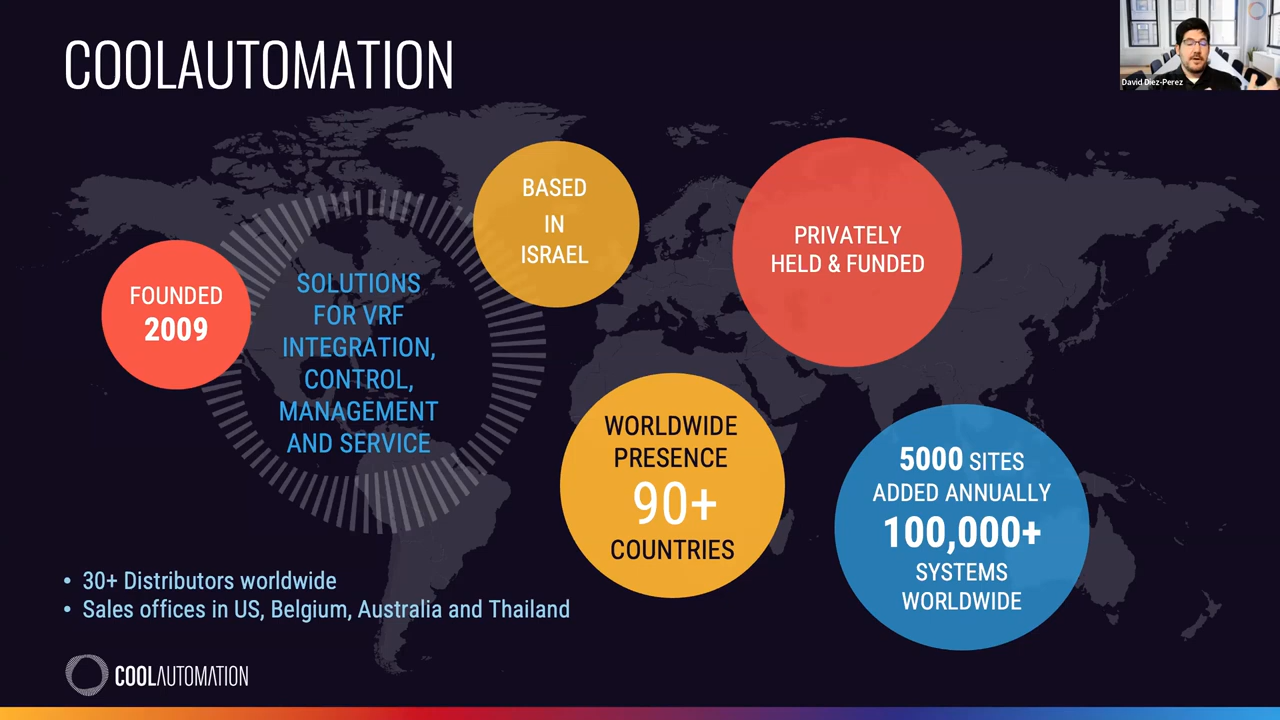 COOLAUTOMATION
David Diez-Perez
BASED
IN
ISRAEL
PRIVATELY
HELD & FUNDED
FOUNDED
2009
SOLUTIONS
FOR VRF
INTEGRATION,
CONTROL,
MANAGEMENT
AND SERVICE
WORLDWIDE
PRESENCE
90+
COUNTRIES
5000 SITES
ADDED ANNUALLY
100,000+
SYSTEMS
WORLDWIDE
• 30+ Distributors worldwide
• Sales offices in US, Belgium, Australia and Thailand
COOLAUTOMATION